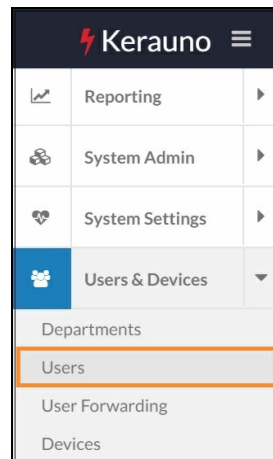 Kerauno
Reporting
System Admin
System Settings
Users & Devices
Departments
Users
User Forwarding
Devices